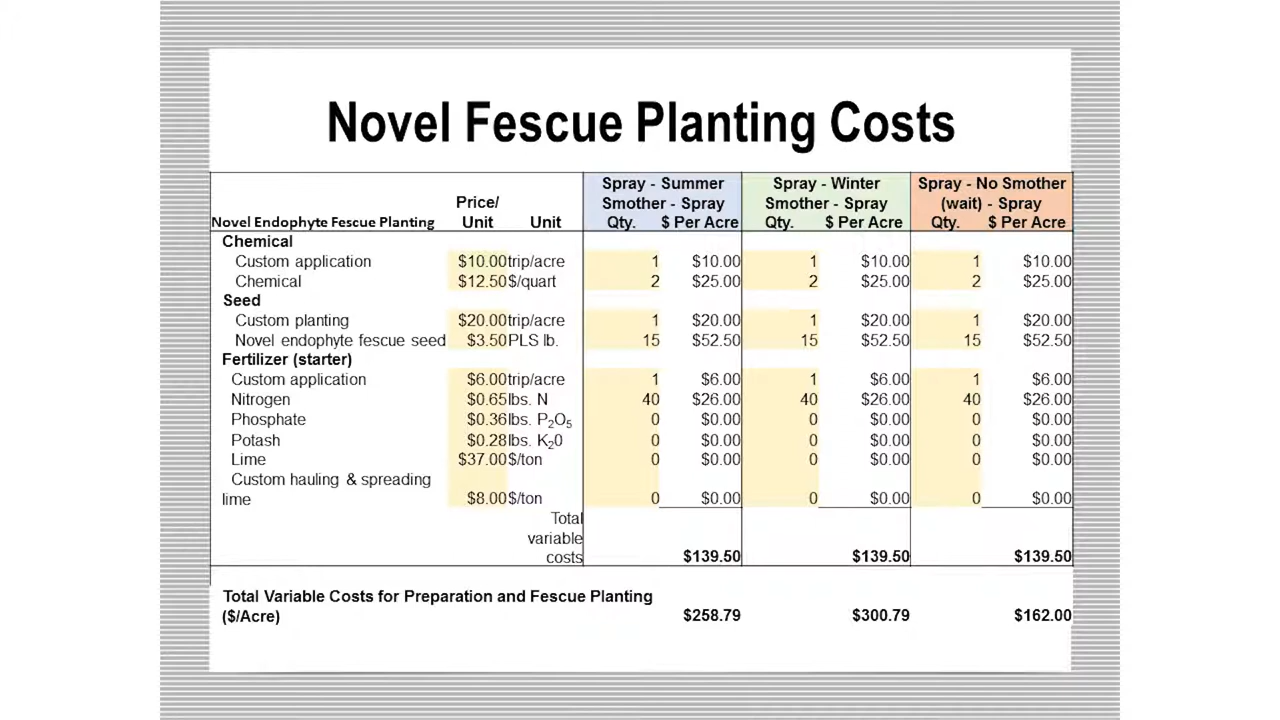 Novel Fescue Planting Costs
Spray - Summer Spray - Winter Spray - No Smother
Price/ Smother - Spray Smother - Spray (wait) - Spray
Novel Endophyte Fescue Planting Unit Unit Qty. $ Per Acre Qty. $ Per Acre Qty. $ Per Acre
Chemical
Custom application $10.00 trip/acre 1 $10.00 1 $10.00 1 $10.00
Chemical $12.50 $/quart 2 $25.00 2 $25.00 2 $25.00
Seed
Custom planting $20.00 trip/acre 1 $20.00 1 $20.00 1 $20.00
Novel endophyte fescue seed $3.50 PLS lb. 15 $52.50 15 $52.50 15 $52.50
Fertilizer (starter)
Custom application $6.00 trip/acre 1 $6.00 1 $6.00 1 $6.00
Nitrogen $0.65 lbs. N 40 $26.00 40 $26.00 40 $26.00
Phosphate $0.36 lbs. P₂O₅ 0 $0.00 0 $0.00 0 $0.00
Potash $0.28 lbs. K₂0 0 $0.00 0 $0.00 0 $0.00
Lime $37.00 $/ton 0 $0.00 0 $0.00 0 $0.00
Custom hauling & spreading
lime $8.00 $/ton 0 $0.00 0 $0.00 0 $0.00
Total
variable
costs $139.50 $139.50 $139.50
Total Variable Costs for Preparation and Fescue Planting
($/Acre) $258.79 $300.79 $162.00